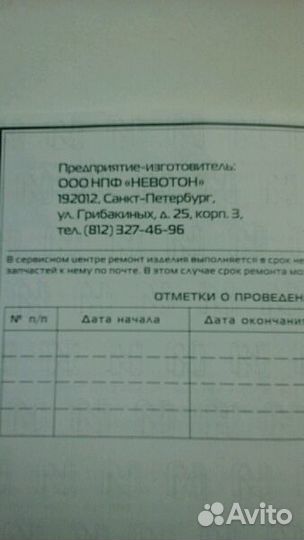 Предприятие-изготовитель:
ООО НПФ «НЕВОТОН»
192012, Санкт-Петербург,
ул. Грибакиных, д. 25, корп. 3,
тел. (812) 327-46-96
В сервисном центре ремонт изделия выполняется в срок не
запчастей к нему по почте. В этом случае срок ремонта мо
ОТМЕТКИ О ПРОВЕДЕН
№ п/п Дата начала Дата окончани
Avito